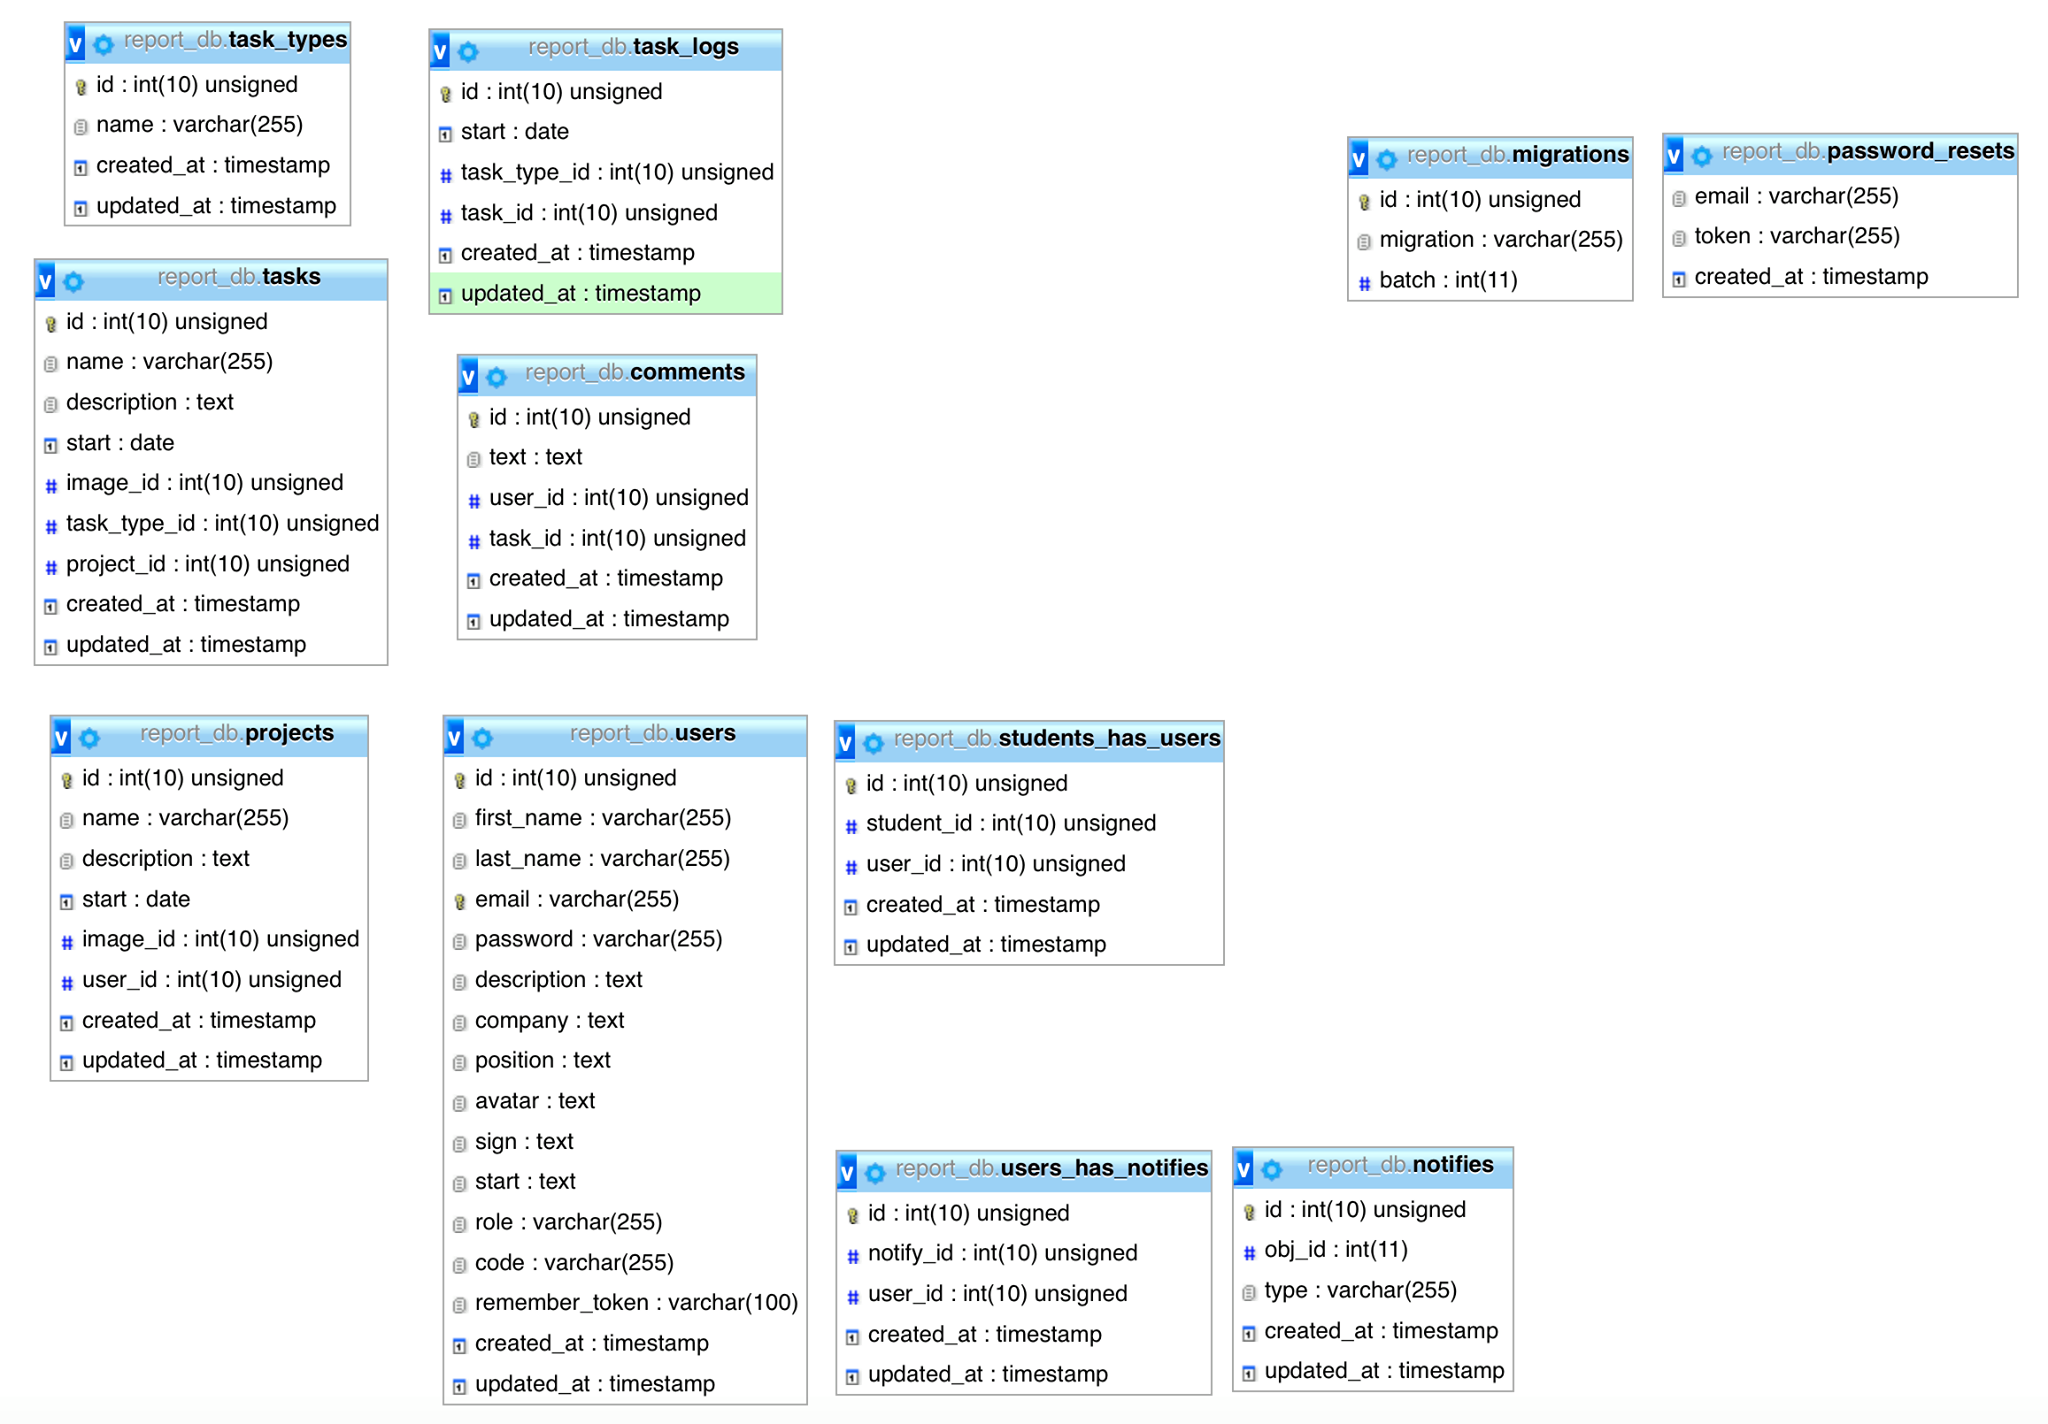 v report_db.task_types
id : int(10) unsigned
name : varchar(255)
created_at : timestamp
updated_at : timestamp
v report_db.task_logs
id : int(10) unsigned
start : date
task_type_id : int(10) unsigned
task_id : int(10) unsigned
created_at : timestamp
updated_at : timestamp
v report_db.migrations
id : int(10) unsigned
migration : varchar(255)
batch : int(11)
v report_db.password_resets
email : varchar(255)
token : varchar(255)
created_at : timestamp
v report_db.tasks
id : int(10) unsigned
name : varchar(255)
description : text
start : date
image_id : int(10) unsigned
task_type_id : int(10) unsigned
project_id : int(10) unsigned
created_at : timestamp
updated_at : timestamp
v report_db.comments
id : int(10) unsigned
text : text
user_id : int(10) unsigned
task_id : int(10) unsigned
created_at : timestamp
updated_at : timestamp
v report_db.projects
id : int(10) unsigned
name : varchar(255)
description : text
start : date
image_id : int(10) unsigned
user_id : int(10) unsigned
created_at : timestamp
updated_at : timestamp
v report_db.users
id : int(10) unsigned
first_name : varchar(255)
last_name : varchar(255)
email : varchar(255)
password : varchar(255)
description : text
company : text
position : text
avatar : text
sign : text
start : text
role : varchar(255)
code : varchar(255)
remember_token : varchar(100)
created_at : timestamp
updated_at : timestamp
v report_db.students_has_users
id : int(10) unsigned
student_id : int(10) unsigned
user_id : int(10) unsigned
created_at : timestamp
updated_at : timestamp
v report_db.users_has_notifies
id : int(10) unsigned
notify_id : int(10) unsigned
user_id : int(10) unsigned
created_at : timestamp
updated_at : timestamp
v report_db.notifies
id : int(10) unsigned
obj_id : int(11)
type : varchar(255)
created_at : timestamp
updated_at : timestamp